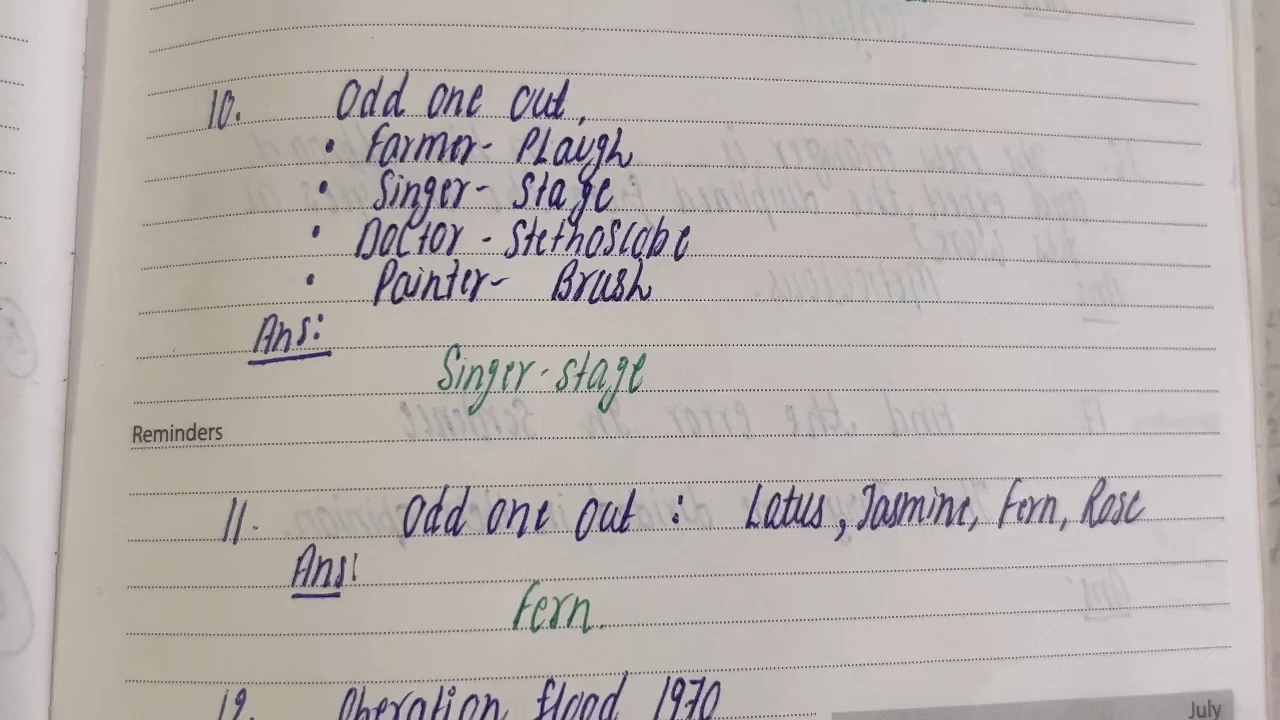 10. Odd one out,
• Farmer- Plaugh
• Singer- Stage
• Doctor - Stethoscope
• Painter- Brush
Ans:
Singer-stage
Reminders
11. Odd one out : Lotus, Jasmine, Fern, Rose
Ans:
Fern.
12. Operation flood 1970
July